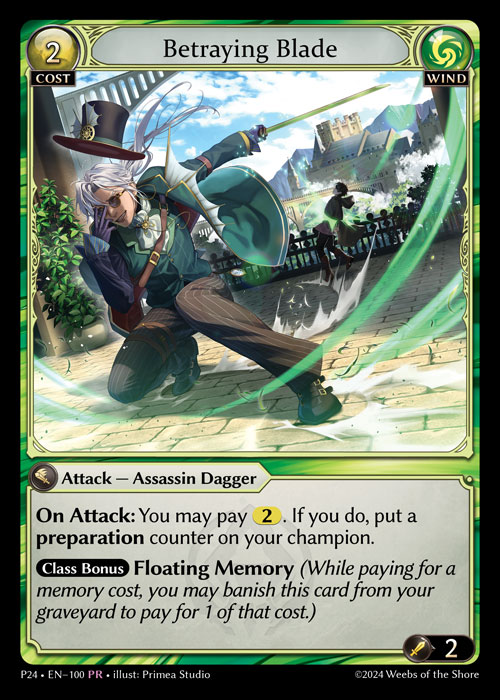 2
Betraying Blade
COST
WIND
Attack — Assassin Dagger
On Attack: You may pay 2. If you do, put a
preparation counter on your champion.
Class Bonus Floating Memory (While paying for a
memory cost, you may banish this card from your
graveyard to pay for 1 of that cost.)
2
P24 • EN-100 PR • illust: Primea Studio
©2024 Weebs of the Shore